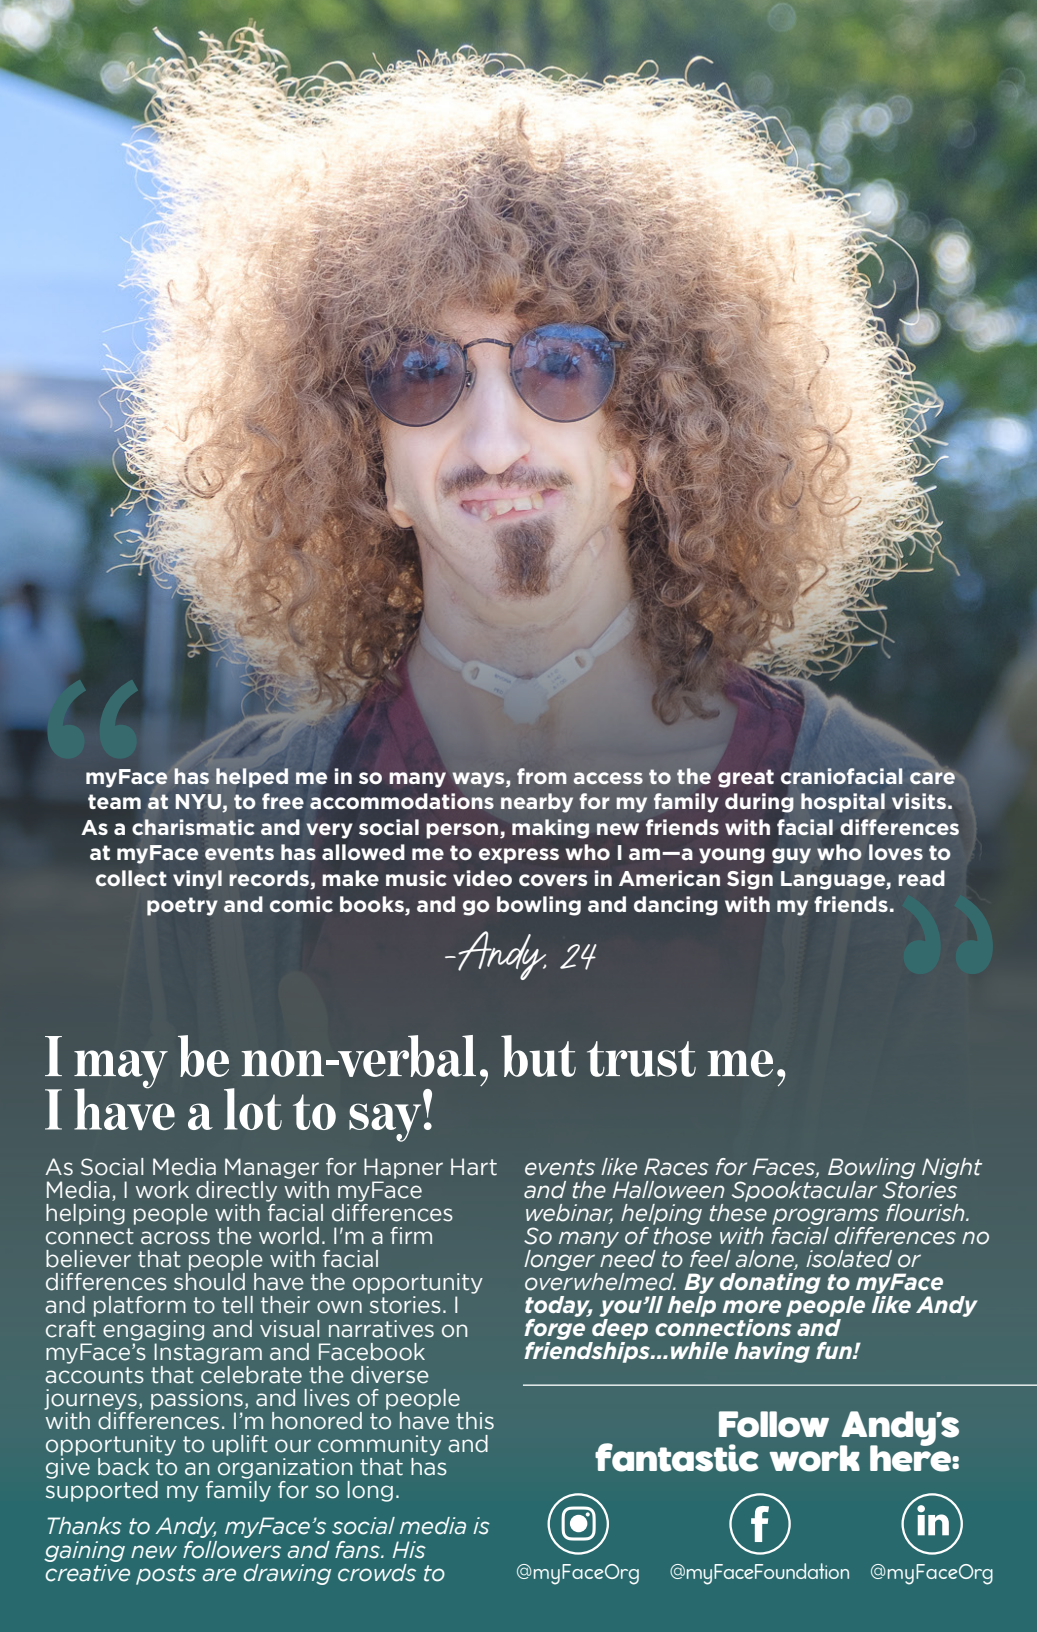 “
myFace has helped me in so many ways, from access to the great craniofacial care
team at NYU, to free accommodations nearby for my family during hospital visits.
As a charismatic and very social person, making new friends with facial differences
at myFace events has allowed me to express who I am—a young guy who loves to
collect vinyl records, make music video covers in American Sign Language, read
poetry and comic books, and go bowling and dancing with my friends.
”
-Andy, 24
I may be non-verbal, but trust me,
I have a lot to say!
As Social Media Manager for Hapner Hart
Media, I work directly with myFace
helping people with facial differences
connect across the world. I'm a firm
believer that people with facial
differences should have the opportunity
and platform to tell their own stories. I
craft engaging and visual narratives on
myFace’s Instagram and Facebook
accounts that celebrate the diverse
journeys, passions, and lives of people
with differences. I’m honored to have this
opportunity to uplift our community and
give back to an organization that has
supported my family for so long.
Thanks to Andy, myFace’s social media is
gaining new followers and fans. His
creative posts are drawing crowds to
events like Races for Faces, Bowling Night
and the Halloween Spooktacular Stories
webinar, helping these programs flourish.
So many of those with facial differences no
longer need to feel alone, isolated or
overwhelmed. By donating to myFace
today, you’ll help more people like Andy
forge deep connections and
friendships...while having fun!
Follow Andy's
fantastic work here:
@myFaceOrg @myFaceFoundation @myFaceOrg